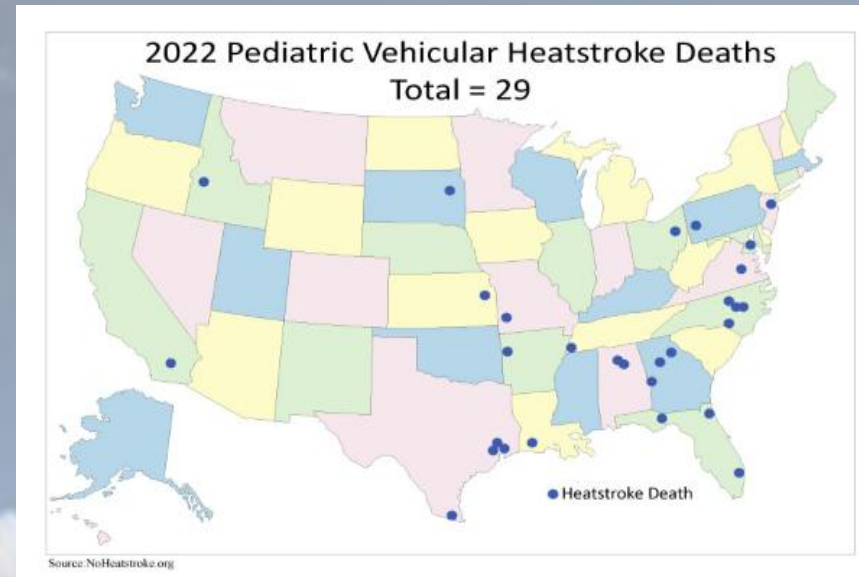 2022 Pediatric Vehicular Heatstroke Deaths
Total = 29
Heatstroke Death
Source:NoHeatstroke.org